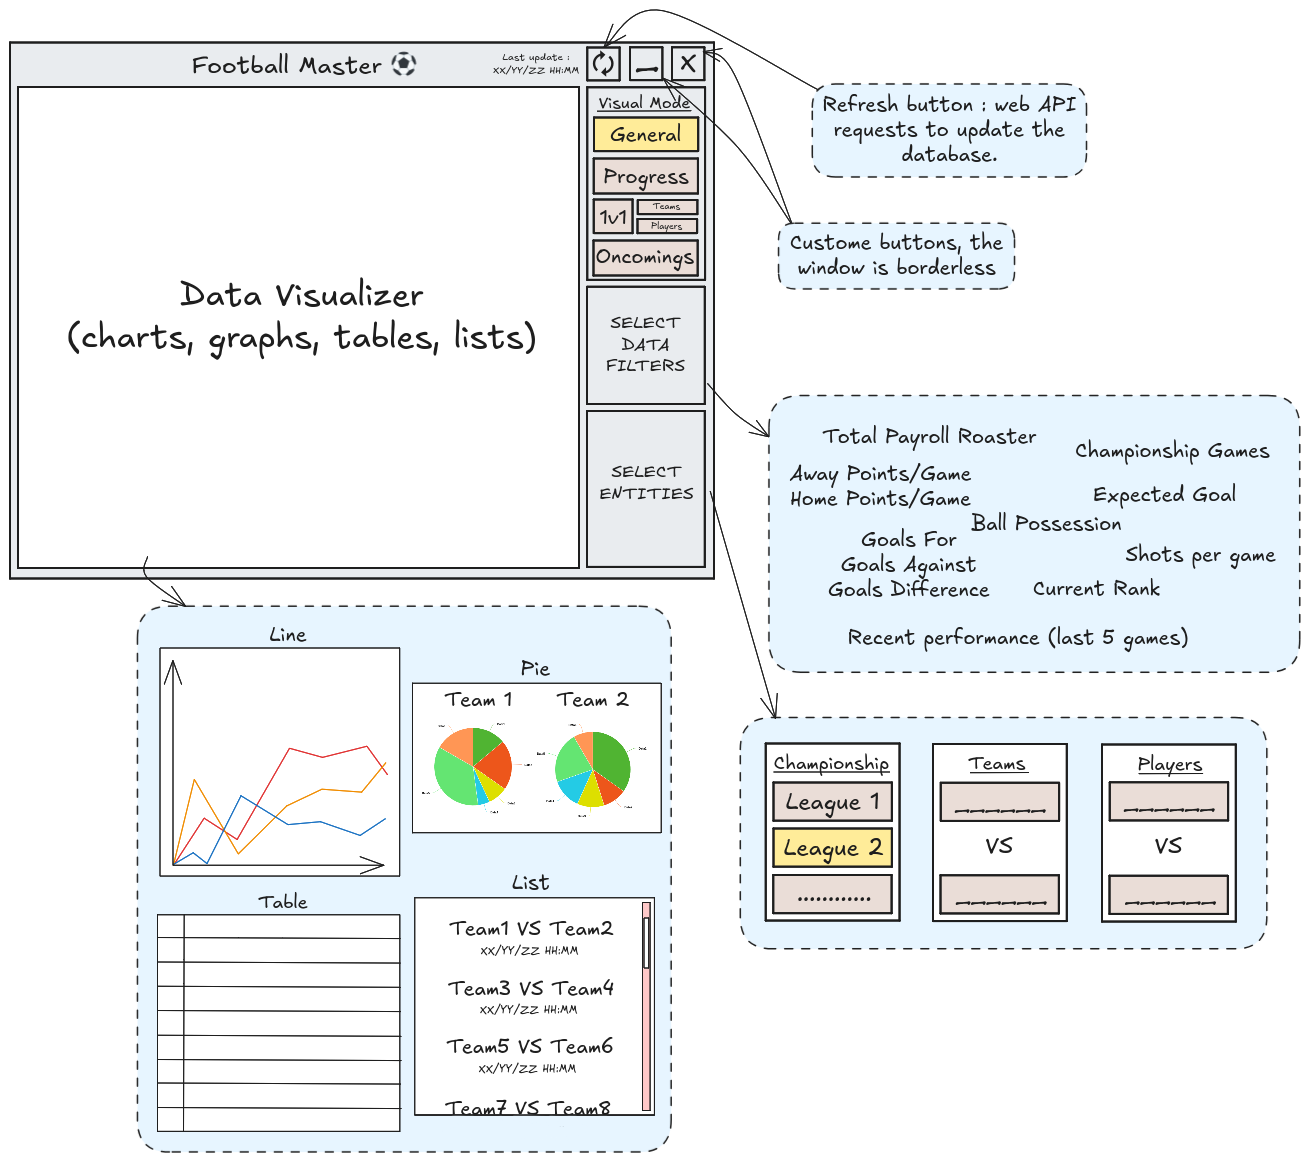 Football Master
Last update :
XX/YY/ZZ HH:MM
X
Visual Mode
General
Progress
1v1
Teams
Players
Oncomings
Data Visualizer
(charts, graphs, tables, lists)
SELECT
DATA
FILTERS
SELECT
ENTITIES
Refresh button : web API
requests to update the
database.
Custome buttons, the
window is borderless
Total Payroll Roaster
Championship Games
Away Points/Game
Home Points/Game
Expected Goal
Ball Possession
Goals For
Goals Against
Goals Difference
Shots per game
Current Rank
Recent performance (last 5 games)
Line
Pie
Team 1
Team 2
Table
List
Team1 VS Team2
XX/YY/ZZ HH:MM
Team3 VS Team4
XX/YY/ZZ HH:MM
Team5 VS Team6
XX/YY/ZZ HH:MM
Team7 VS Team8
Championship
League 1
League 2
............
Teams
VS
Players
VS